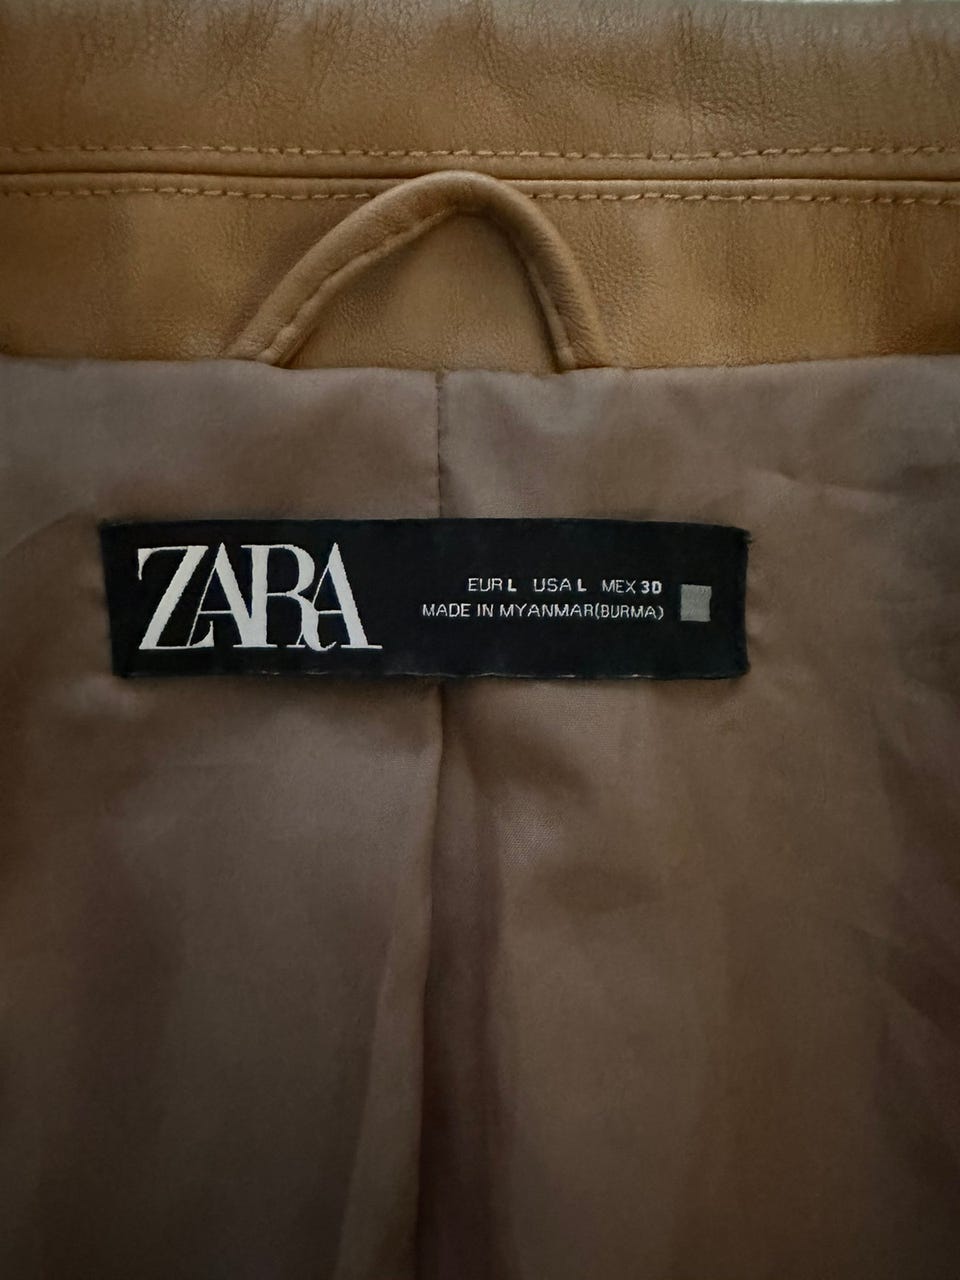 ZARA
EUR L USA L MEX 30
MADE IN MYANMAR(BURMA)